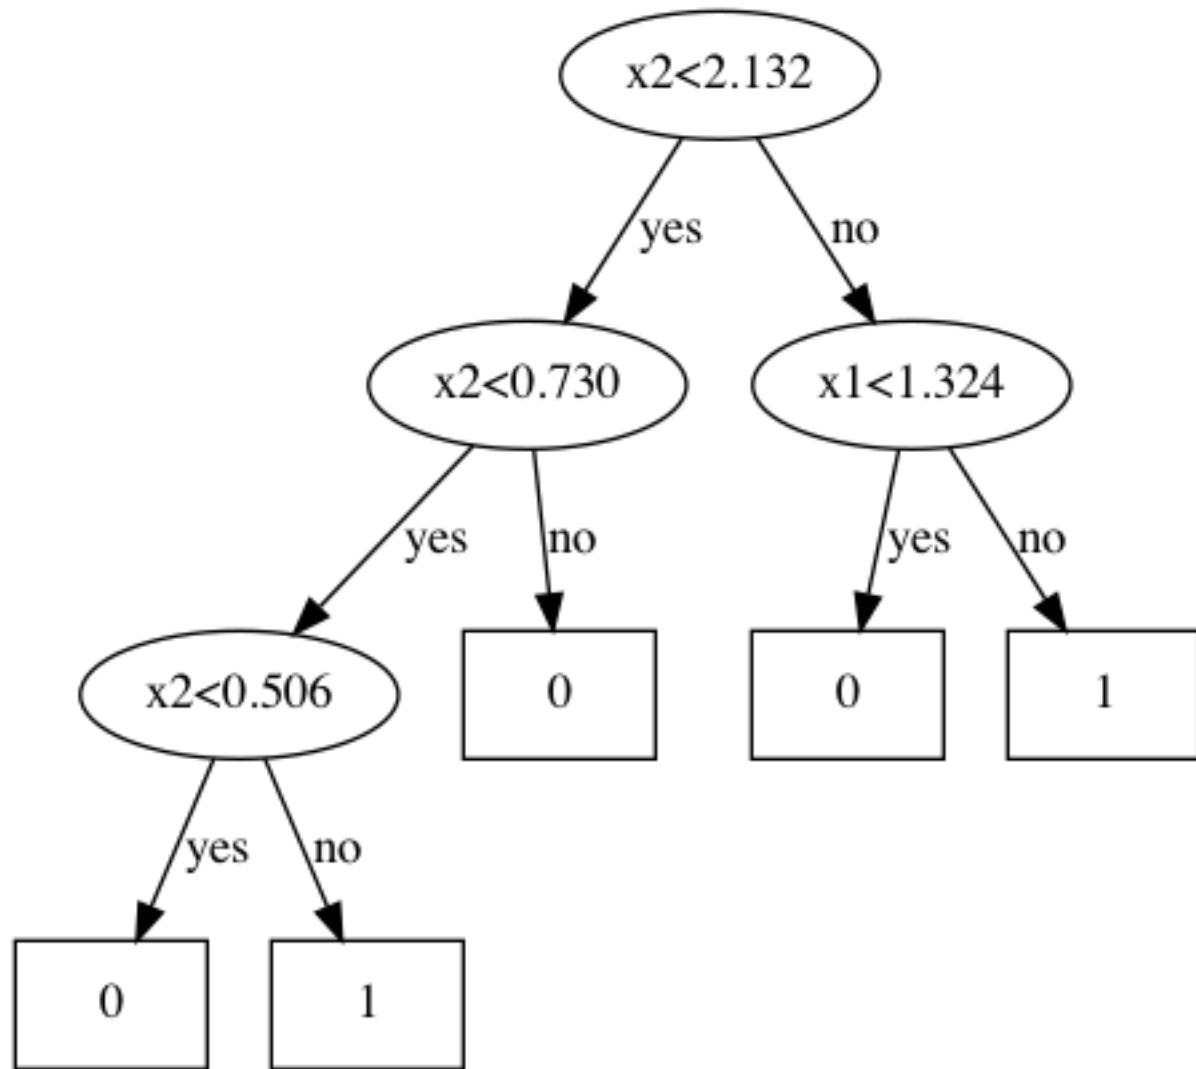 x2<2.132
yes no
x2<0.730 x1<1.324
yes no yes no
x2<0.506 0 0 1
yes no
0 1